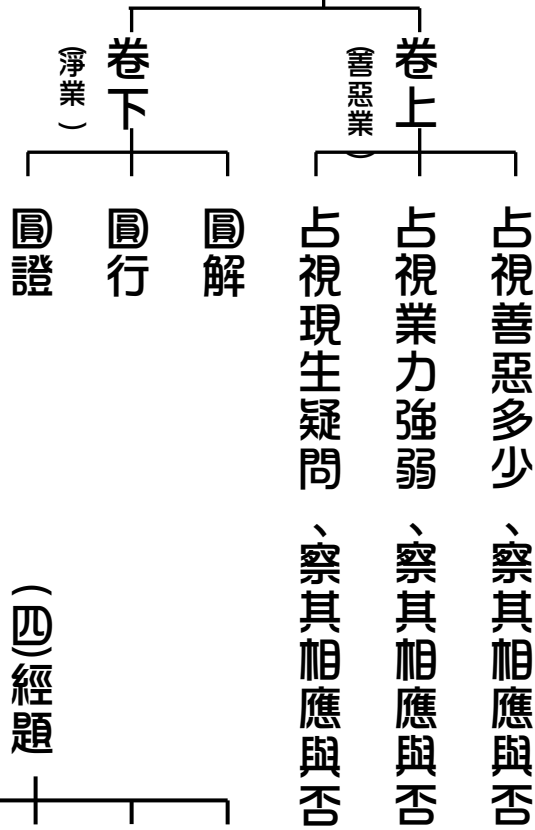 卷上
(善惡業)
占視善惡多少、察其相應與否
占視業力強弱、察其相應與否
占視現生疑問、察其相應與否
卷下
(淨業)
圓解
圓行
圓證
(四)經題